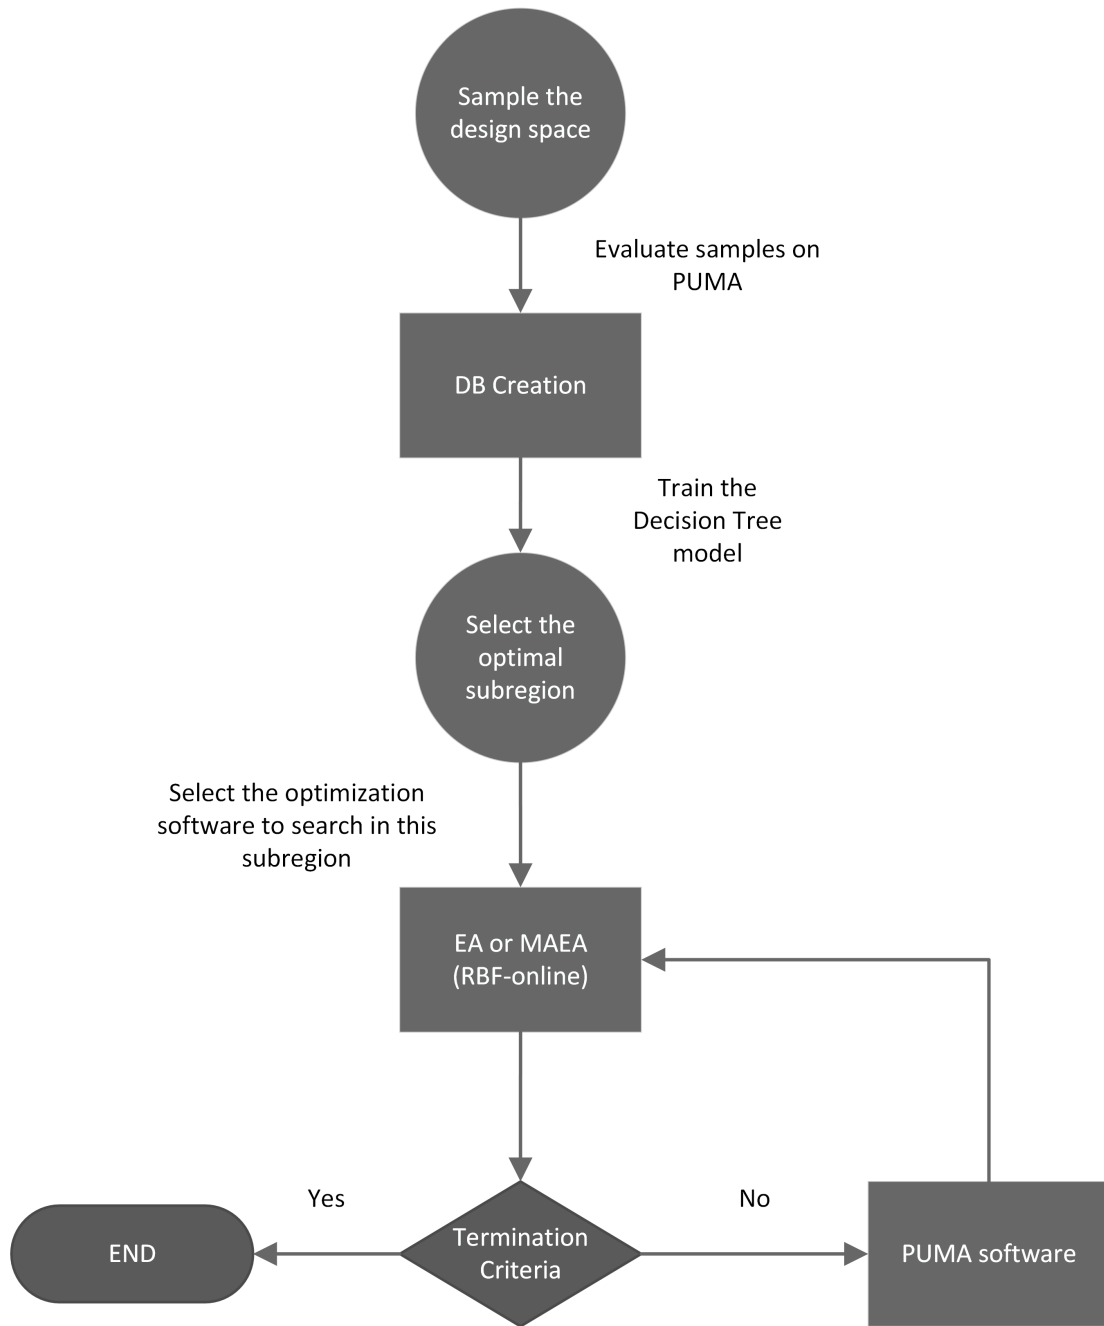 Sample the
design space
Evaluate samples on
PUMA
DB Creation
Train the
Decision Tree
model
Select the
optimal
subregion
Select the optimization
software to search in this
subregion
EA or MAEA
(RBF-online)
Yes
No
END
Termination
Criteria
PUMA software